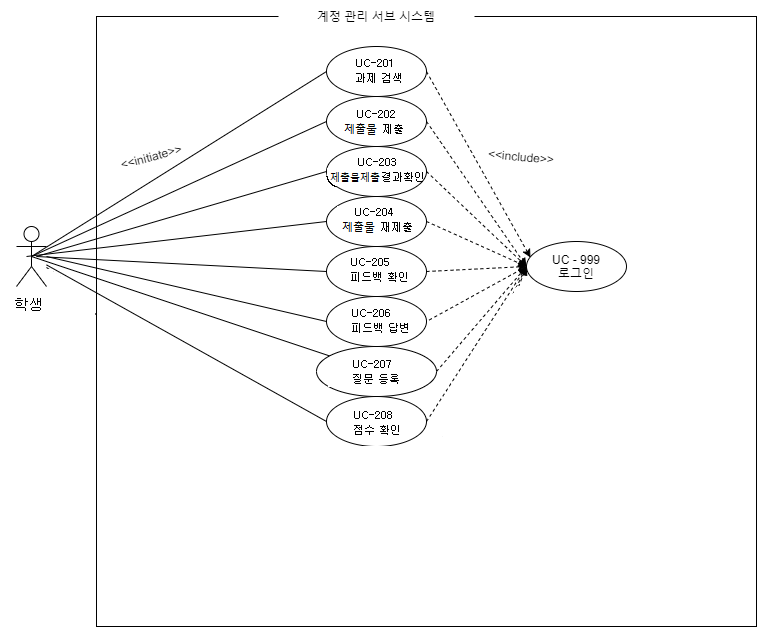 계정 관리 서브 시스템
UC-201
과제 검색
UC-202
제출물 제출
<<initiate>>
<<include>>
UC-203
제출물제출결과확인
UC-204
제출물 재제출
UC-205
피드백 확인
UC - 999
로그인
학생
UC-206
피드백 답변
UC-207
질문 등록
UC-208
점수 확인